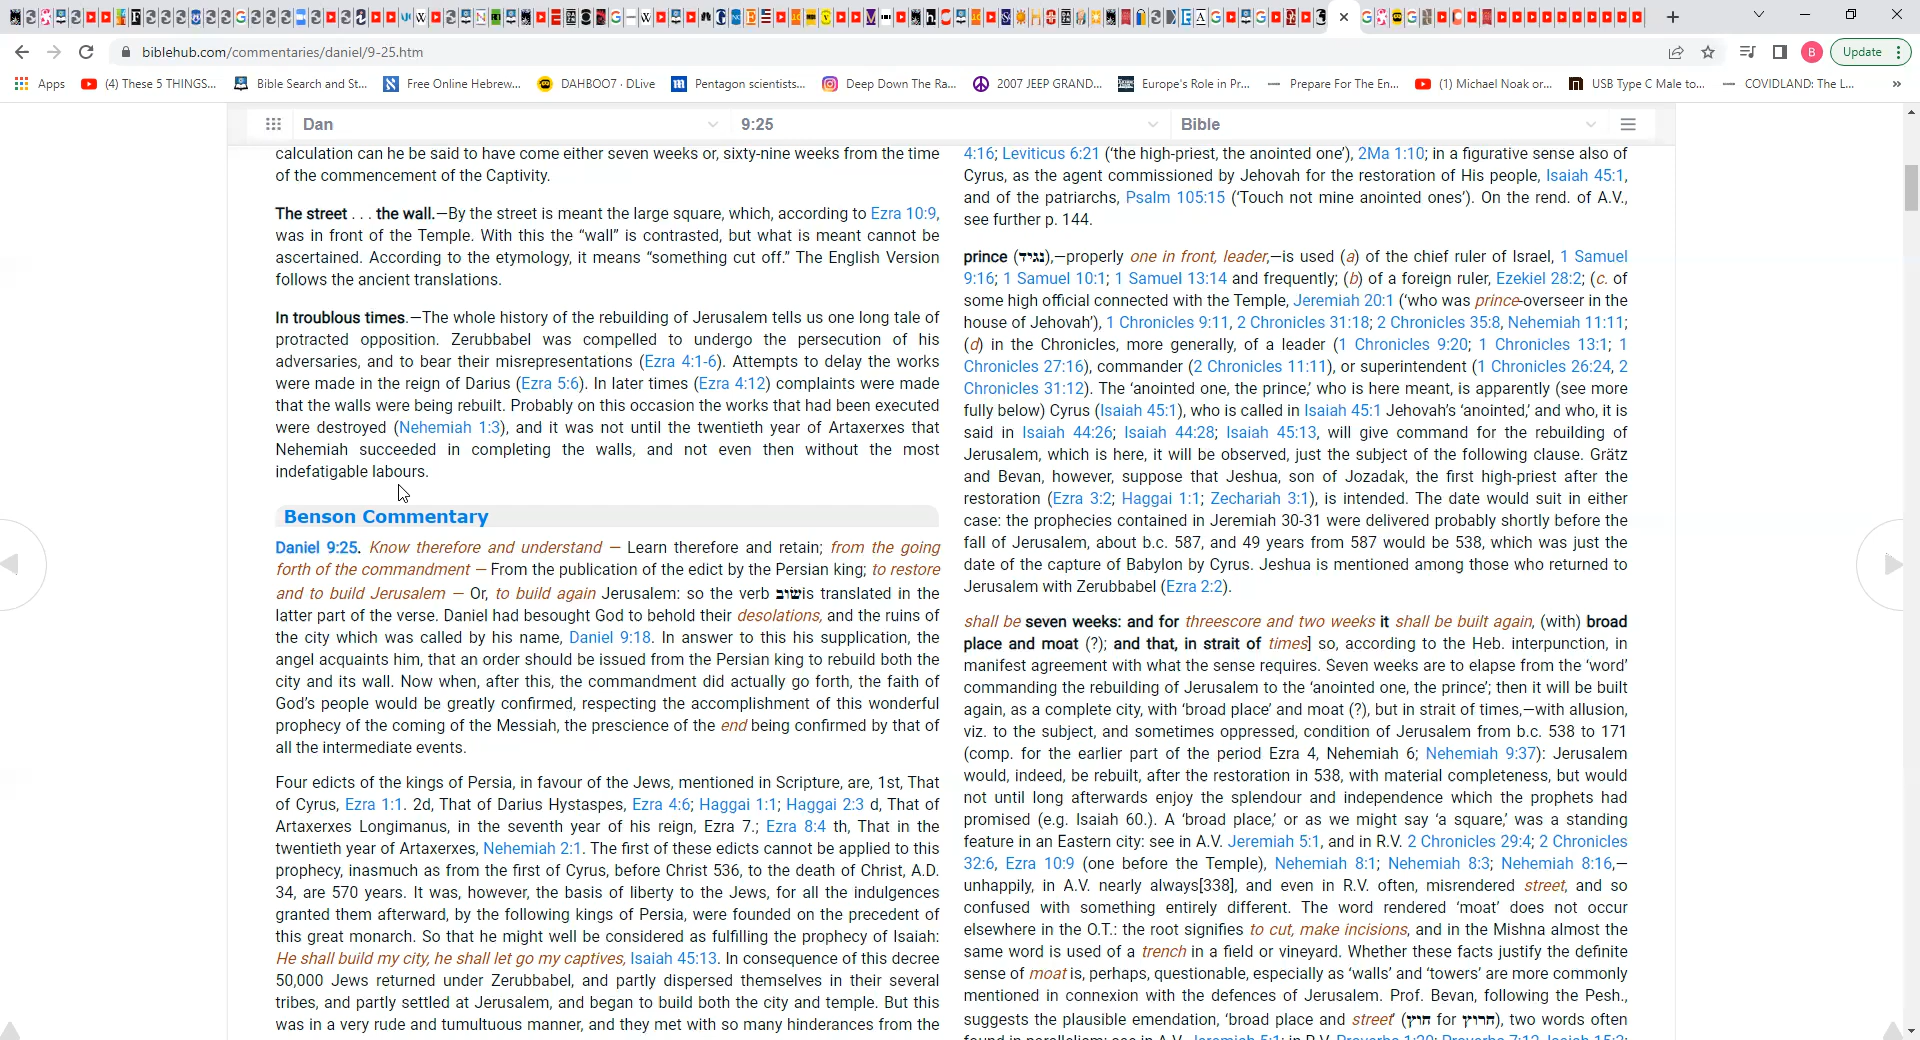 biblehub.com/commentaries/daniel/9-25.htm
B
Update
Apps
(4) These 5 THINGS...
Bible Search and St...
Free Online Hebrew...
DAHBOO7 · DLive
Pentagon scientists...
Deep Down The Ra...
2007 JEEP GRAND...
Europe's Role in Pr...
Prepare For The En...
(1) Michael Noak or...
USB Type C Male to...
COVIDLAND: The L...
»
Dan
9:25
Bible
calculation can he be said to have come either seven weeks or, sixty-nine weeks from the time
of the commencement of the Captivity.
The street . . . the wall.—By the street is meant the large square, which, according to Ezra 10:9,
was in front of the Temple. With this the “wall” is contrasted, but what is meant cannot be
ascertained. According to the etymology, it means “something cut off.” The English Version
follows the ancient translations.
In troublous times.—The whole history of the rebuilding of Jerusalem tells us one long tale of
protracted opposition. Zerubbabel was compelled to undergo the persecution of his
adversaries, and to bear their misrepresentations (Ezra 4:1-6). Attempts to delay the works
were made in the reign of Darius (Ezra 5:6). In later times (Ezra 4:12) complaints were made
that the walls were being rebuilt. Probably on this occasion the works that had been executed
were destroyed (Nehemiah 1:3), and it was not until the twentieth year of Artaxerxes that
Nehemiah succeeded in completing the walls, and not even then without the most
indefatigable labours.
Benson Commentary
Daniel 9:25. Know therefore and understand — Learn therefore and retain; from the going
forth of the commandment — From the publication of the edict by the Persian king; to restore
and to build Jerusalem — Or, to build again Jerusalem: so the verb שׂובis translated in the
latter part of the verse. Daniel had besought God to behold their desolations, and the ruins of
the city which was called by his name, Daniel 9:18. In answer to this his supplication, the
angel acquaints him, that an order should be issued from the Persian king to rebuild both the
city and its wall. Now when, after this, the commandment did actually go forth, the faith of
God’s people would be greatly confirmed, respecting the accomplishment of this wonderful
prophecy of the coming of the Messiah, the prescience of the end being confirmed by that of
all the intermediate events.
Four edicts of the kings of Persia, in favour of the Jews, mentioned in Scripture, are, 1st, That
of Cyrus, Ezra 1:1. 2d, That of Darius Hystaspes, Ezra 4:6; Haggai 1:1; Haggai 2:3 d, That of
Artaxerxes Longimanus, in the seventh year of his reign, Ezra 7.; Ezra 8:4 th, That in the
twentieth year of Artaxerxes, Nehemiah 2:1. The first of these edicts cannot be applied to this
prophecy, inasmuch as from the first of Cyrus, before Christ 536, to the death of Christ, A.D.
34, are 570 years. It was, however, the basis of liberty to the Jews, for all the indulgences
granted them afterward, by the following kings of Persia, were founded on the precedent of
this great monarch. So that he might well be considered as fulfilling the prophecy of Isaiah:
He shall build my city, he shall let go my captives, Isaiah 45:13. In consequence of this decree
50,000 Jews returned under Zerubbabel, and partly dispersed themselves in their several
tribes, and partly settled at Jerusalem, and began to build both the city and temple. But this
was in a very rude and tumultuous manner, and they met with so many hinderances from the
4:16; Leviticus 6:21 (‘the high-priest, the anointed one’), 2Ma 1:10; in a figurative sense also of
Cyrus, as the agent commissioned by Jehovah for the restoration of His people, Isaiah 45:1,
and of the patriarchs, Psalm 105:15 (‘Touch not mine anointed ones’). On the rend. of A.V.,
see further p. 144.
prince (נגיד),—properly one in front, leader,—is used (a) of the chief ruler of Israel, 1 Samuel
9:16; 1 Samuel 10:1; 1 Samuel 13:14 and frequently; (b) of a foreign ruler, Ezekiel 28:2; (c. of
some high official connected with the Temple, Jeremiah 20:1 (‘who was prince-overseer in the
house of Jehovah’), 1 Chronicles 9:11, 2 Chronicles 31:18; 2 Chronicles 35:8, Nehemiah 11:11;
(d) in the Chronicles, more generally, of a leader (1 Chronicles 9:20; 1 Chronicles 13:1; 1
Chronicles 27:16), commander (2 Chronicles 11:11), or superintendent (1 Chronicles 26:24, 2
Chronicles 31:12). The ‘anointed one, the prince,’ who is here meant, is apparently (see more
fully below) Cyrus (Isaiah 45:1), who is called in Isaiah 45:1 Jehovah’s ‘anointed,’ and who, it is
said in Isaiah 44:26; Isaiah 44:28; Isaiah 45:13, will give command for the rebuilding of
Jerusalem, which is here, it will be observed, just the subject of the following clause. Grätz
and Bevan, however, suppose that Jeshua, son of Jozadak, the first high-priest after the
restoration (Ezra 3:2; Haggai 1:1; Zechariah 3:1), is intended. The date would suit in either
case: the prophecies contained in Jeremiah 30-31 were delivered probably shortly before the
fall of Jerusalem, about b.c. 587, and 49 years from 587 would be 538, which was just the
date of the capture of Babylon by Cyrus. Jeshua is mentioned among those who returned to
Jerusalem with Zerubbabel (Ezra 2:2).
shall be seven weeks: and for threescore and two weeks it shall be built again, (with) broad
place and moat (?); and that, in strait of times] so, according to the Heb. interpunction, in
manifest agreement with what the sense requires. Seven weeks are to elapse from the ‘word’
commanding the rebuilding of Jerusalem to the ‘anointed one, the prince’; then it will be built
again, as a complete city, with ‘broad place’ and moat (?), but in strait of times,—with allusion,
viz. to the subject, and sometimes oppressed, condition of Jerusalem from b.c. 538 to 171
(comp. for the earlier part of the period Ezra 4, Nehemiah 6; Nehemiah 9:37): Jerusalem
would, indeed, be rebuilt, after the restoration in 538, with material completeness, but would
not until long afterwards enjoy the splendour and independence which the prophets had
promised (e.g. Isaiah 60.). A ‘broad place,’ or as we might say ‘a square,’ was a standing
feature in an Eastern city: see in A.V. Jeremiah 5:1, and in R.V. 2 Chronicles 29:4; 2 Chronicles
32:6, Ezra 10:9 (one before the Temple), Nehemiah 8:1; Nehemiah 8:3; Nehemiah 8:16,—
unhappily, in A.V. nearly always[338], and even in R.V. often, misrendered street, and so
confused with something entirely different. The word rendered ‘moat’ does not occur
elsewhere in the O.T.: the root signifies to cut, make incisions, and in the Mishna almost the
same word is used of a trench in a field or vineyard. Whether these facts justify the definite
sense of moat is, perhaps, questionable, especially as ‘walls’ and ‘towers’ are more commonly
mentioned in connexion with the defences of Jerusalem. Prof. Bevan, following the Pesh.,
suggests the plausible emendation, ‘broad place and street’ (חוץ for חרוץ), two words often